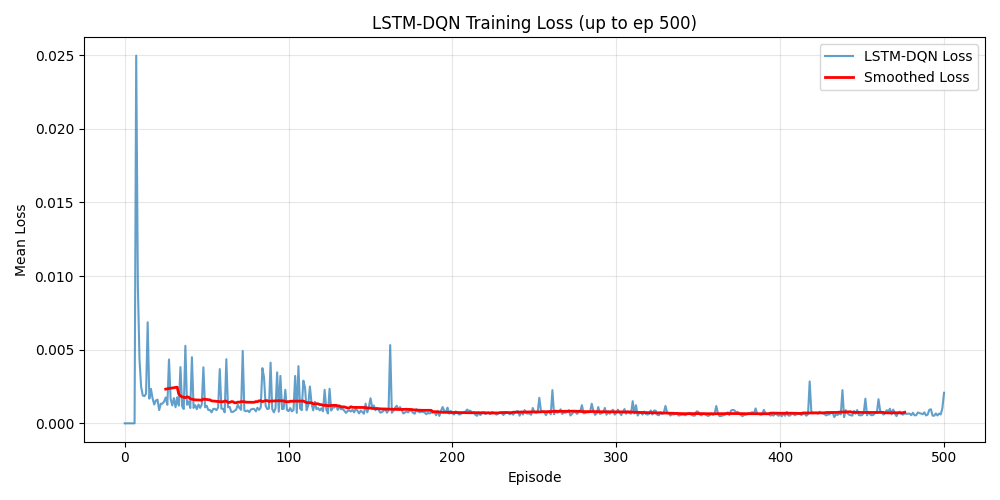 LSTM-DQN Training Loss (up to ep 500)
LSTM-DQN Loss
Smoothed Loss
Mean Loss
0.025
0.020
0.015
0.010
0.005
0.000
0 100 200 300 400 500
Episode